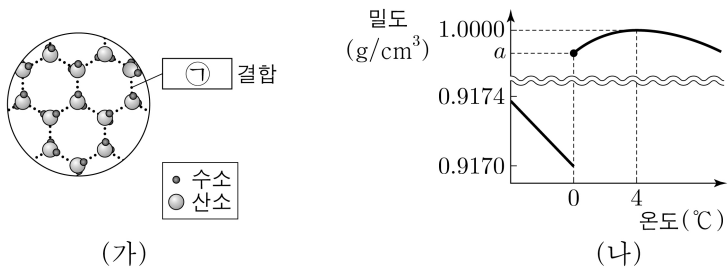 ㉠ 결합
수소
산소
(가)
밀도
(g/cm³)
1.0000
a
0.9174
0.9170
0
4
온도(℃)
(나)